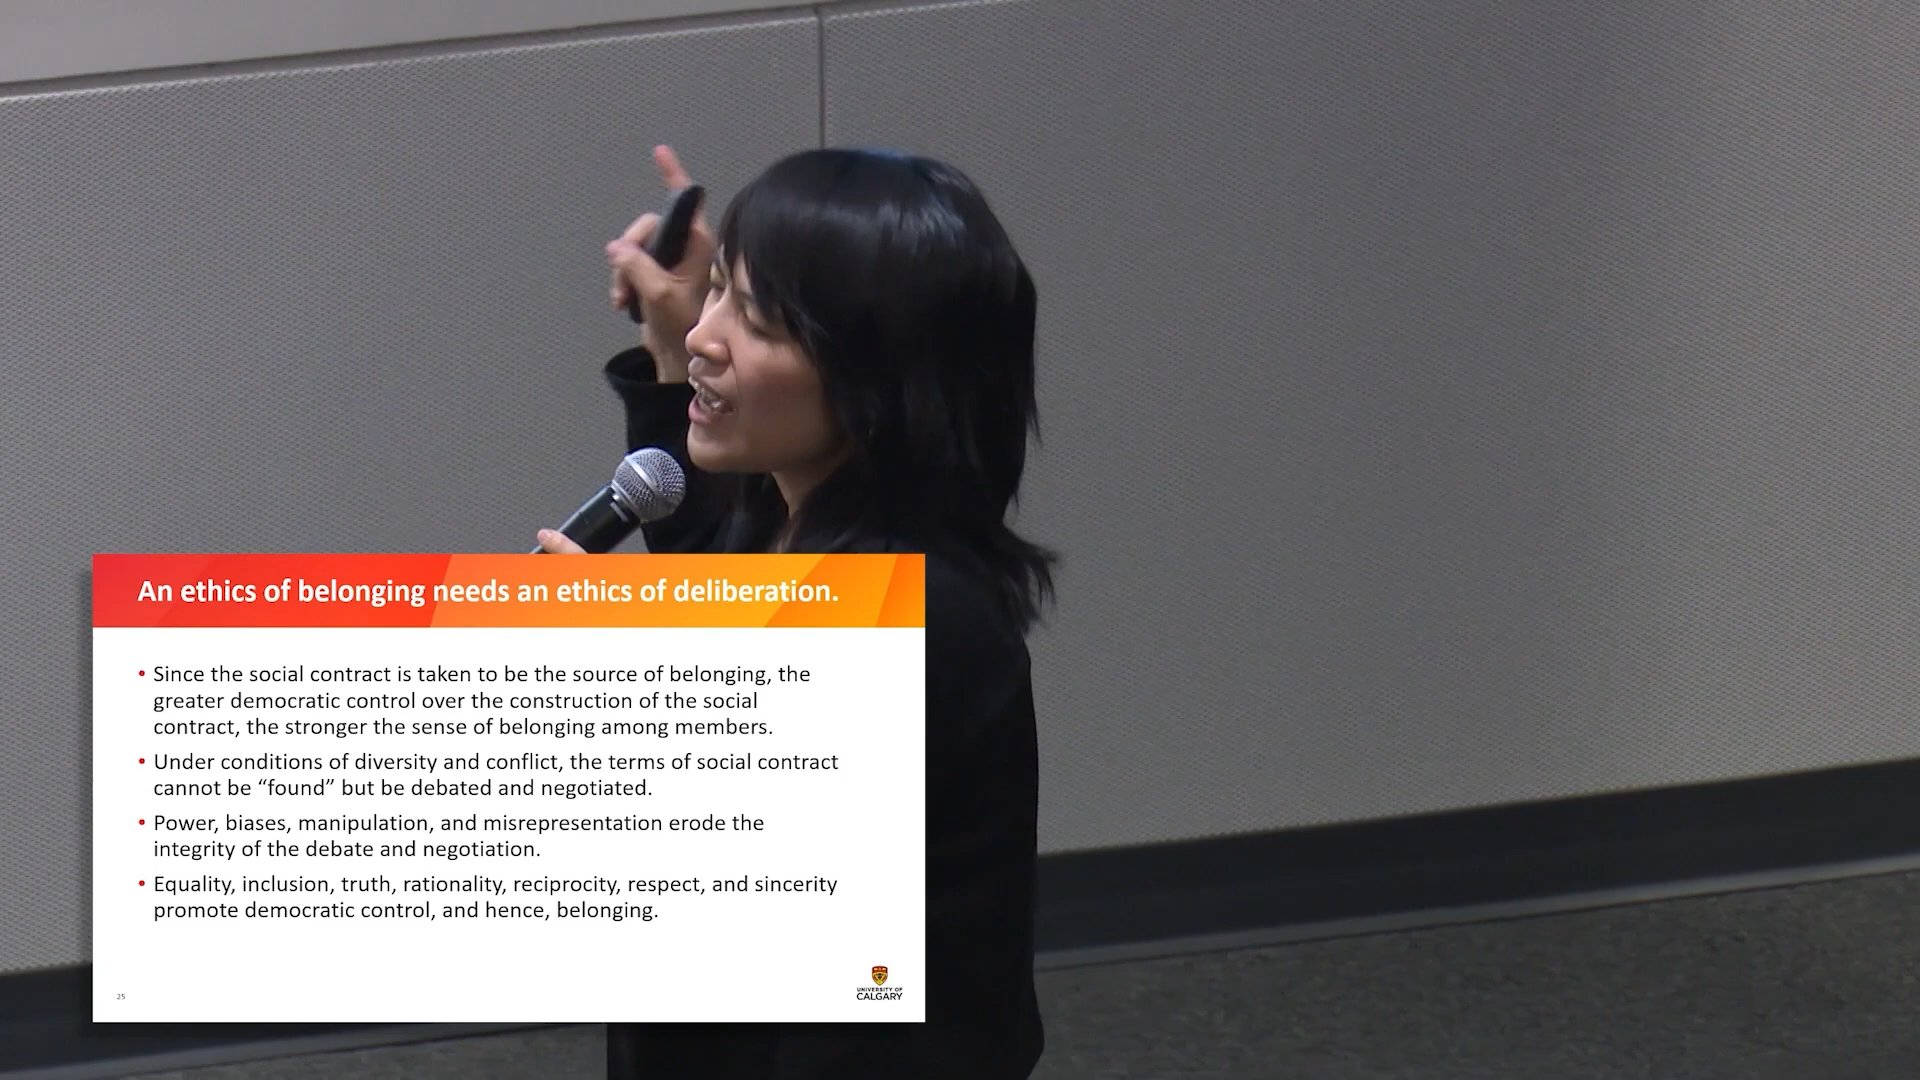 An ethics of belonging needs an ethics of deliberation.
• Since the social contract is taken to be the source of belonging, the
greater democratic control over the construction of the social
contract, the stronger the sense of belonging among members.
• Under conditions of diversity and conflict, the terms of social contract
cannot be “found” but be debated and negotiated.
• Power, biases, manipulation, and misrepresentation erode the
integrity of the debate and negotiation.
• Equality, inclusion, truth, rationality, reciprocity, respect, and sincerity
promote democratic control, and hence, belonging.
25
UNIVERSITY OF
CALGARY